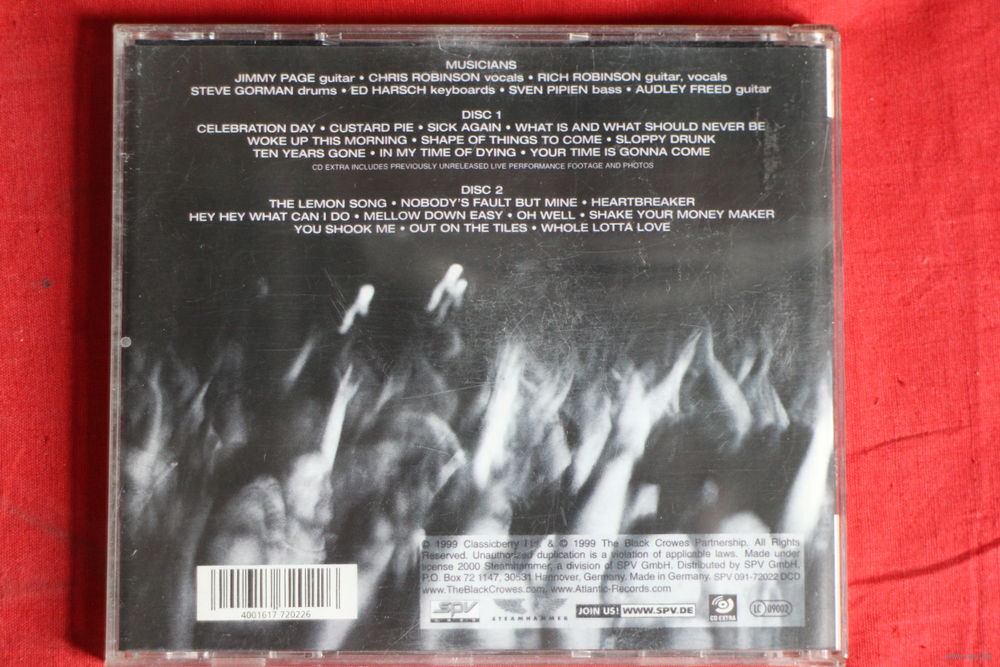 MUSICIANS
JIMMY PAGE guitar • CHRIS ROBINSON vocals • RICH ROBINSON guitar, vocals
STEVE GORMAN drums • ED HARSCH keyboards • SVEN PIPIEN bass • AUDLEY FREED guitar
DISC 1
CELEBRATION DAY • CUSTARD PIE • SICK AGAIN • WHAT IS AND WHAT SHOULD NEVER BE
WOKE UP THIS MORNING • SHAPE OF THINGS TO COME • SLOPPY DRUNK
TEN YEARS GONE • IN MY TIME OF DYING • YOUR TIME IS GONNA COME
CD EXTRA INCLUDES PREVIOUSLY UNRELEASED LIVE PERFORMANCE FOOTAGE AND PHOTOS
DISC 2
THE LEMON SONG • NOBODY'S FAULT BUT MINE • HEARTBREAKER
HEY HEY WHAT CAN I DO • MELLOW DOWN EASY • OH WELL • SHAKE YOUR MONEY MAKER
YOU SHOOK ME • OUT ON THE TILES • WHOLE LOTTA LOVE
© 1999 Classicberry Ltd & © 1999 The Black Crowes Partnership. All Rights
Reserved. Unauthorized duplication is a violation of applicable laws. Made under
license 2000 Steamhammer, a division of SPV GmbH. Distributed by SPV GmbH,
P.O. Box 72 1147, 30531 Hannover, Germany. Made in Germany. SPV 091-72022 DCD
www.TheBlackCrowes.com, www.Atlantic-Records.com
4001617 720226
SPV STEAMHAMMER JOIN US! WWW.SPV.DE CD EXTRA LC 09002